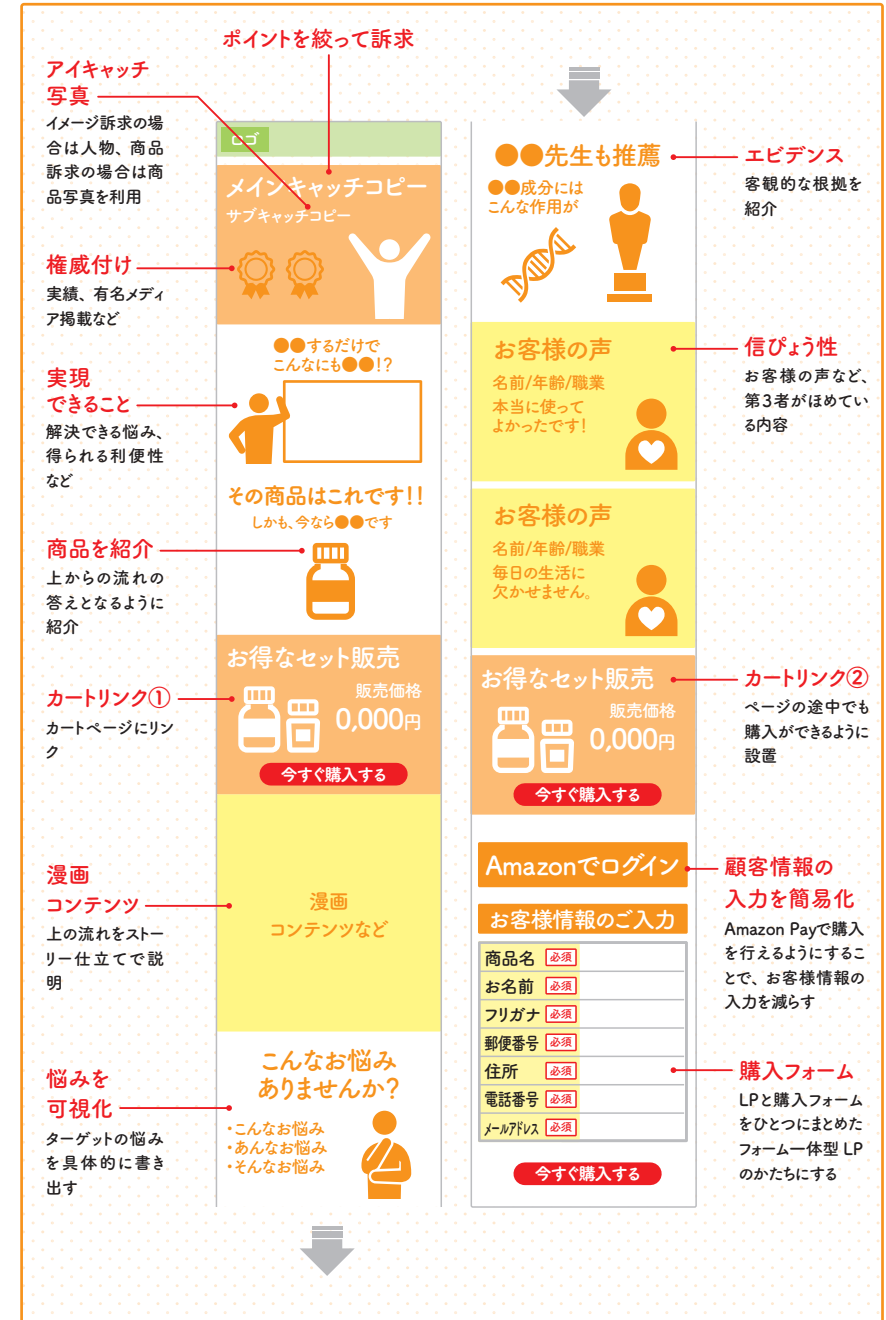 ポイントを絞って訴求
アイキャッチ
写真
イメージ訴求の場
合は人物、商品
訴求の場合は商
品写真を利用
ロゴ
メインキャッチコピー
サブキャッチコピー
権威付け
実績、有名メディ
ア掲載など
●●するだけで
こんなにも●●!?
実現
できること
解決できる悩み、
得られる利便性
など
その商品はこれです!!
しかも、今なら●●です
商品を紹介
上からの流れの
答えとなるように
紹介
お得なセット販売
販売価格
0,000円
今すぐ購入する
カートリンク①
カートページにリン
ク
漫画
コンテンツ
上の流れをストー
リー仕立てで説
明
漫画
コンテンツなど
こんなお悩み
ありませんか?
・こんなお悩み
・あんなお悩み
・そんなお悩み
悩みを
可視化
ターゲットの悩み
を具体的に書き
出す
●●先生も推薦
●●成分には
こんな作用が
エビデンス
客観的な根拠を
紹介
お客様の声
名前/年齢/職業
本当に使って
よかったです!
信ぴょう性
お客様の声など、
第3者がほめてい
る内容
お客様の声
名前/年齢/職業
毎日の生活に
欠かせません。
お得なセット販売
販売価格
0,000円
今すぐ購入する
カートリンク②
ページの途中でも
購入ができるように
設置
Amazonでログイン
顧客情報の
入力を簡易化
Amazon Payで購入
を行えるようにするこ
とで、お客様情報の
入力を減らす
お客様情報のご入力
商品名 必須
お名前 必須
フリガナ 必須
郵便番号 必須
住所 必須
電話番号 必須
メールアドレス 必須
今すぐ購入する
購入フォーム
LPと購入フォーム
をひとつにまとめた
フォーム一体型 LP
のかたちにする